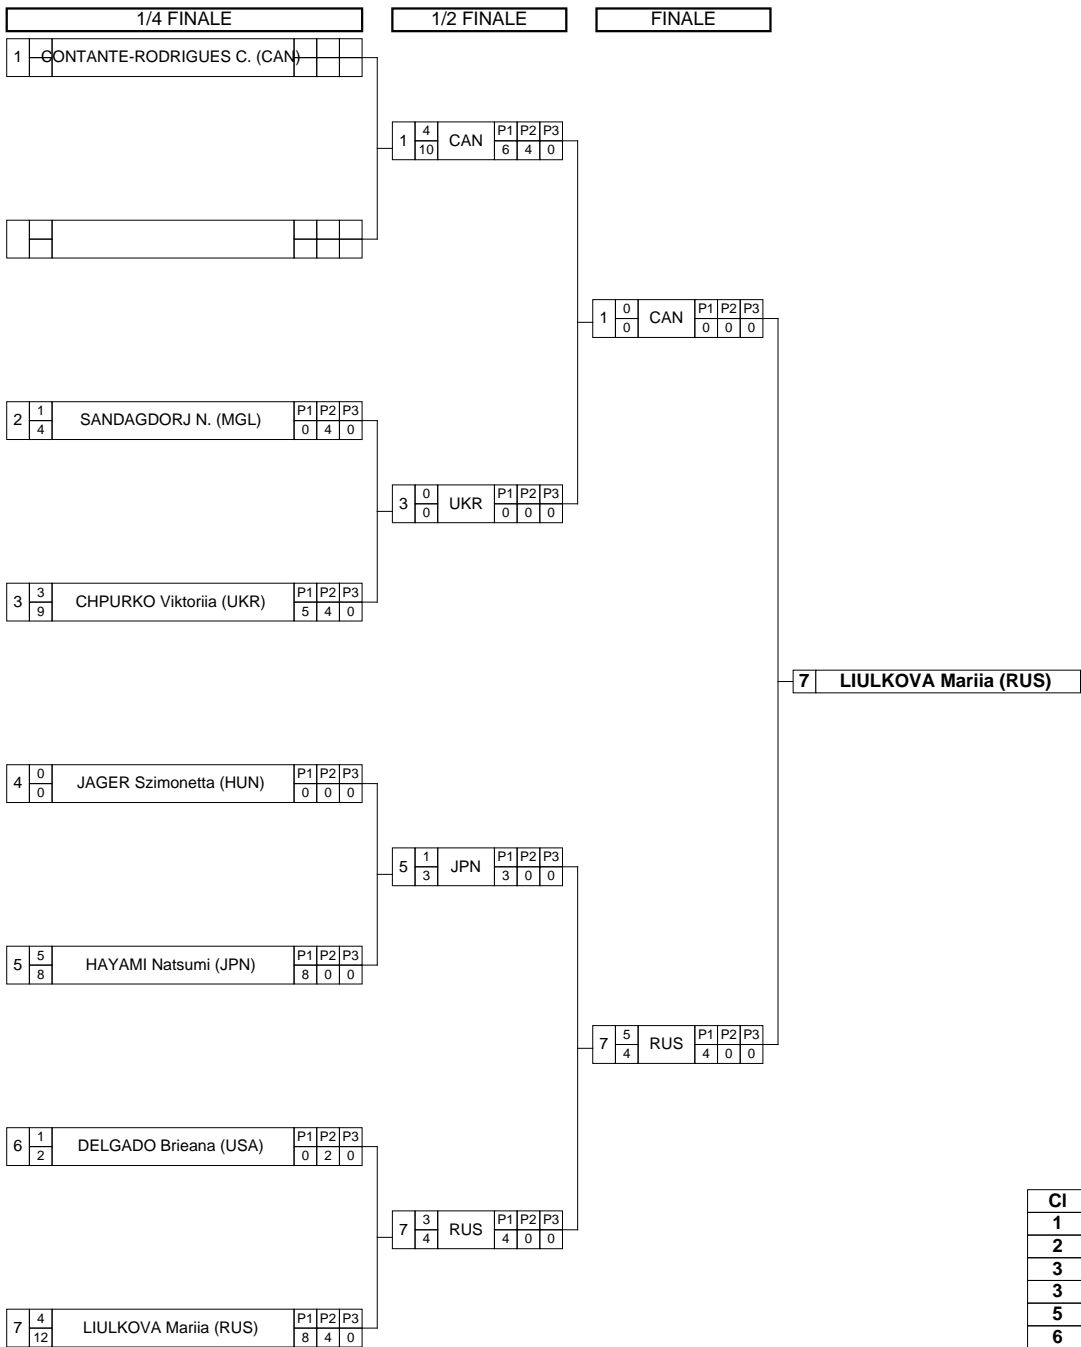 1/4 FINALE 1/2 FINALE FINALE
1 CONTANTE-RODRIGUES C. (CAN)
1 4 10 CAN P1 P2 P3 6 4 0
1 0 0 CAN P1 P2 P3 0 0 0
2 1 4 SANDAGDORJ N. (MGL) P1 P2 P3 0 4 0
3 0 0 UKR P1 P2 P3 0 0 0
3 3 9 CHPURKO Viktoriia (UKR) P1 P2 P3 5 4 0
7 LIULKOVA Mariia (RUS)
4 0 0 JAGER Szimonetta (HUN) P1 P2 P3 0 0 0
5 1 3 JPN P1 P2 P3 3 0 0
5 5 8 HAYAMI Natsumi (JPN) P1 P2 P3 8 0 0
7 5 4 RUS P1 P2 P3 4 0 0
6 1 2 DELGADO Brieana (USA) P1 P2 P3 0 2 0
7 3 4 RUS P1 P2 P3 4 0 0
7 4 12 LIULKOVA Mariia (RUS) P1 P2 P3 8 4 0
Cl
1
2
3
3
5
6